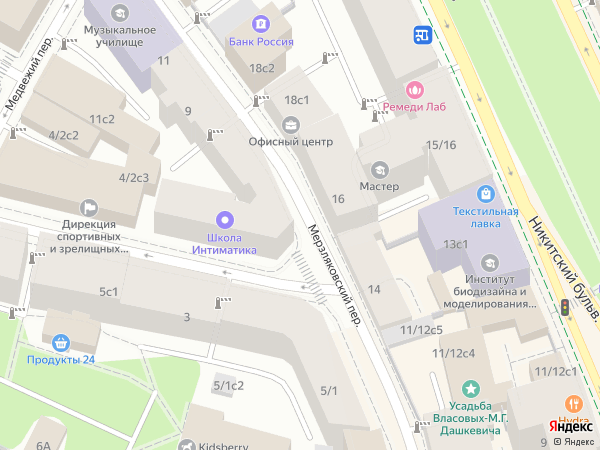 Музыкальное
училище
Банк Россия
Медвежий пер.
11
18с2
18с1
Ремеди Лаб
11с2
9
4/2с2
Офисный центр
15/16
4/2с3
Мастер
16
Дирекция
спортивных
и зрелищных...
Школа
Интиматика
Текстильная
лавка
Мерзляковский пер.
Никитский бульв.
13с1
Институт
биодизайна и
моделирования...
5с1
14
3
11/12с5
Продукты 24
11/12с4
11/12с1
5/1с2
5/1
Усадьба
Власовых-М.Г.
Дашкевича
Hydra
Яндекс
6А
Kidsberry
9
© Яндекс